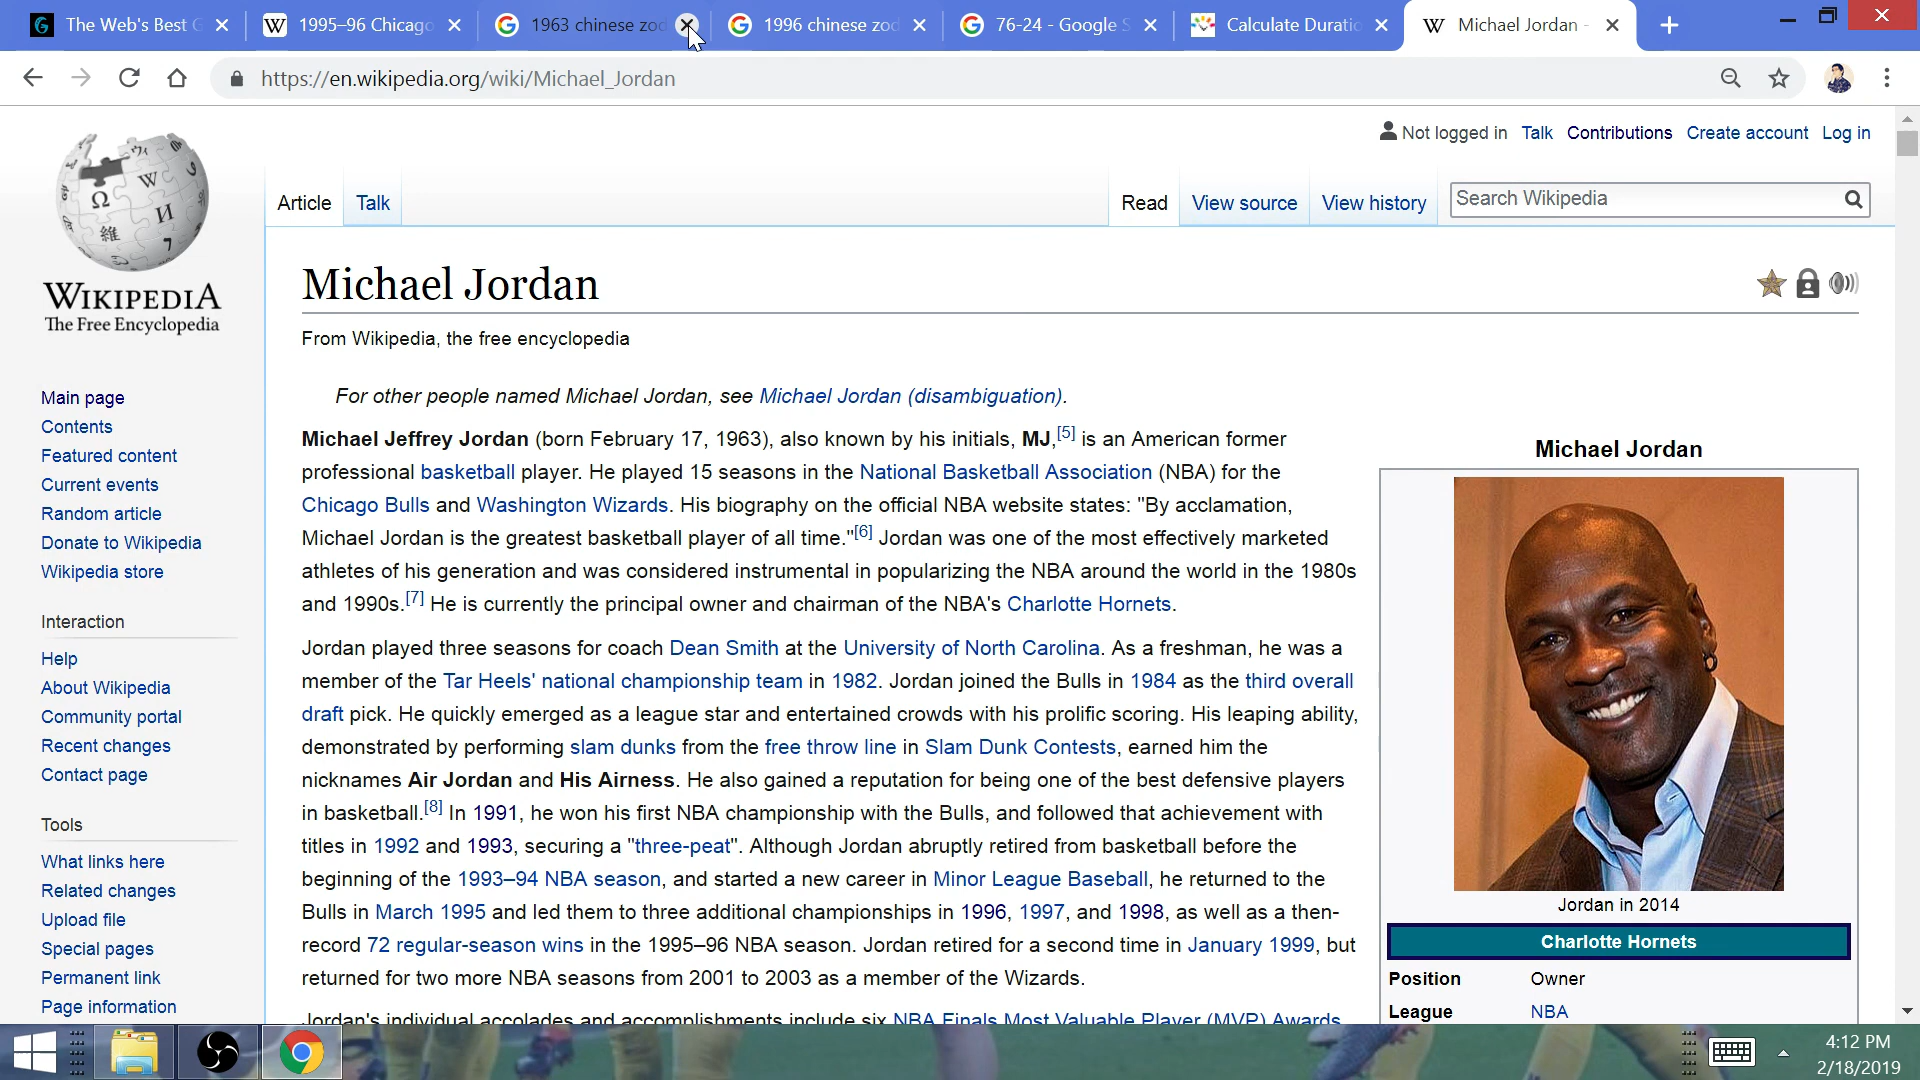 The Web's Best G
1995–96 Chicago
1963 chinese zod
1996 chinese zod
76-24 - Google S
Calculate Duratio
Michael Jordan -
https://en.wikipedia.org/wiki/Michael_Jordan
Not logged in Talk Contributions Create account Log in
Article Talk Read View source View history Search Wikipedia
WIKIPEDIA
The Free Encyclopedia
Main page
Contents
Featured content
Current events
Random article
Donate to Wikipedia
Wikipedia store
Interaction
Help
About Wikipedia
Community portal
Recent changes
Contact page
Tools
What links here
Related changes
Upload file
Special pages
Permanent link
Page information
Michael Jordan
From Wikipedia, the free encyclopedia
For other people named Michael Jordan, see Michael Jordan (disambiguation).
Michael Jeffrey Jordan (born February 17, 1963), also known by his initials, MJ,[5] is an American former
professional basketball player. He played 15 seasons in the National Basketball Association (NBA) for the
Chicago Bulls and Washington Wizards. His biography on the official NBA website states: "By acclamation,
Michael Jordan is the greatest basketball player of all time."[6] Jordan was one of the most effectively marketed
athletes of his generation and was considered instrumental in popularizing the NBA around the world in the 1980s
and 1990s.[7] He is currently the principal owner and chairman of the NBA's Charlotte Hornets.
Jordan played three seasons for coach Dean Smith at the University of North Carolina. As a freshman, he was a
member of the Tar Heels' national championship team in 1982. Jordan joined the Bulls in 1984 as the third overall
draft pick. He quickly emerged as a league star and entertained crowds with his prolific scoring. His leaping ability,
demonstrated by performing slam dunks from the free throw line in Slam Dunk Contests, earned him the
nicknames Air Jordan and His Airness. He also gained a reputation for being one of the best defensive players
in basketball.[8] In 1991, he won his first NBA championship with the Bulls, and followed that achievement with
titles in 1992 and 1993, securing a "three-peat". Although Jordan abruptly retired from basketball before the
beginning of the 1993–94 NBA season, and started a new career in Minor League Baseball, he returned to the
Bulls in March 1995 and led them to three additional championships in 1996, 1997, and 1998, as well as a then-
record 72 regular-season wins in the 1995–96 NBA season. Jordan retired for a second time in January 1999, but
returned for two more NBA seasons from 2001 to 2003 as a member of the Wizards.
Jordan's individual accolades and accomplishments include six NBA Finals Most Valuable Player (MVP) Awards
Michael Jordan
Jordan in 2014
Charlotte Hornets
Position Owner
League NBA
4:12 PM
2/18/2019